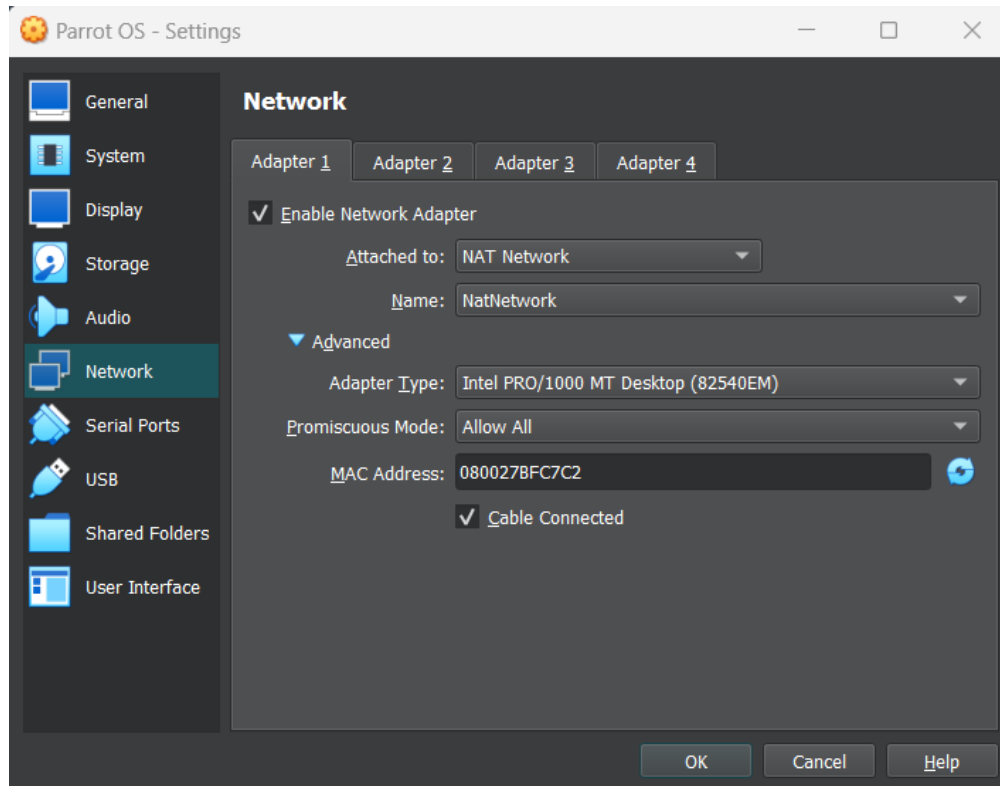 Parrot OS - Settings
General
System
Display
Storage
Audio
Network
Serial Ports
USB
Shared Folders
User Interface
Network
Adapter 1 Adapter 2 Adapter 3 Adapter 4
Enable Network Adapter
Attached to: NAT Network
Name: NatNetwork
Advanced
Adapter Type: Intel PRO/1000 MT Desktop (82540EM)
Promiscuous Mode: Allow All
MAC Address: 080027BFC7C2
Cable Connected
OK Cancel Help